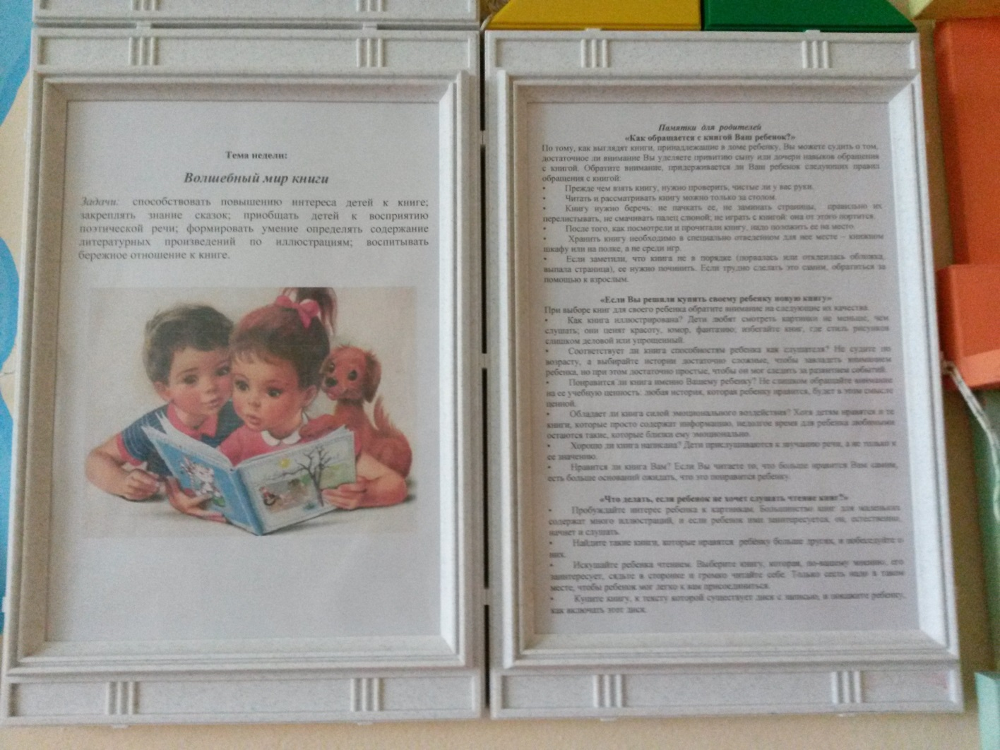 Тема недели:
Волшебный мир книги
Задачи: способствовать повышению интереса детей к книге;
закреплять знание сказок; приобщать детей к восприятию
поэтической речи; формировать умение определять содержание
литературных произведений по иллюстрациям; воспитывать
бережное отношение к книге.
Памятки для родителей
«Как обращается с книгой Ваш ребенок?»
По тому, как выглядят книги, принадлежащие в доме ребенку, Вы можете судить о том,
достаточное ли внимание Вы уделяете привитию сыну или дочери навыков обращения
с книгой. Обратите внимание, придерживается ли Ваш ребенок следующих правил
обращения с книгой:
• Прежде чем взять книгу, нужно проверить, чистые ли у вас руки.
• Читать и рассматривать книгу можно только за столом.
• Книгу нужно беречь: не пачкать ее, не заминать страницы, правильно их
перелистывать, не смачивать палец слюной; не играть с книгой: она от этого портится.
• После того, как посмотрели и прочитали книгу, надо положить ее на место.
• Хранить книгу необходимо в специально отведенном для нее месте – книжном
шкафу или на полке, а не среди игр.
• Если заметили, что книга не в порядке (порвалась или отклеилась обложка,
выпала страница), ее нужно починить. Если трудно сделать это самим, обратиться за
помощью к взрослым.
«Если Вы решили купить своему ребенку новую книгу»
При выборе книг для своего ребенка обратите внимание на следующие их качества.
• Как книга иллюстрирована? Дети любят смотреть картинки не меньше, чем
слушать; они ценят красоту, юмор, фантазию; избегайте книг, где стиль рисунков
слишком деловой или упрощенный.
• Соответствует ли книга способностям ребенка как слушателя? Не судите по
возрасту, а выбирайте истории достаточно сложные, чтобы завладеть вниманием
ребенка, но при этом достаточно простые, чтобы он мог следить за развитием событий.
• Понравится ли книга именно Вашему ребенку? Не слишком обращайте внимание
на ее учебную ценность: любая история, которая ребенку нравится, будет в этом смысле
ценной.
• Обладает ли книга силой эмоционального воздействия? Хотя детям нравятся и те
книги, которые просто содержат информацию, недолгое время для ребенка любимыми
остаются такие, которые близки ему эмоционально.
• Хорошо ли книга написана? Дети прислушиваются к звучанию речи, а не только к
ее значению.
• Нравится ли книга Вам? Если Вы читаете то, что больше нравится Вам самим,
есть больше оснований ожидать, что это понравится ребенку.
«Что делать, если ребенок не хочет слушать чтение книг?»
• Пробуждайте интерес ребенка к картинкам. Большинство книг для маленьких
содержат много иллюстраций, и если ребенок ими заинтересуется, он, естественно,
начнет и слушать.
• Найдите такие книги, которые нравятся ребёнку больше других, и побеседуйте о
них.
• Искушайте ребенка чтением. Выберите книгу, которая, по-вашему мнению, его
заинтересует, сядьте в сторонке и громко читайте себе. Только сесть надо в таком
месте, чтобы ребенок мог легко к вам присоединиться.
• Купите книгу, к тексту которой существует диск с записью, и покажите ребенку,
как включать этот диск.